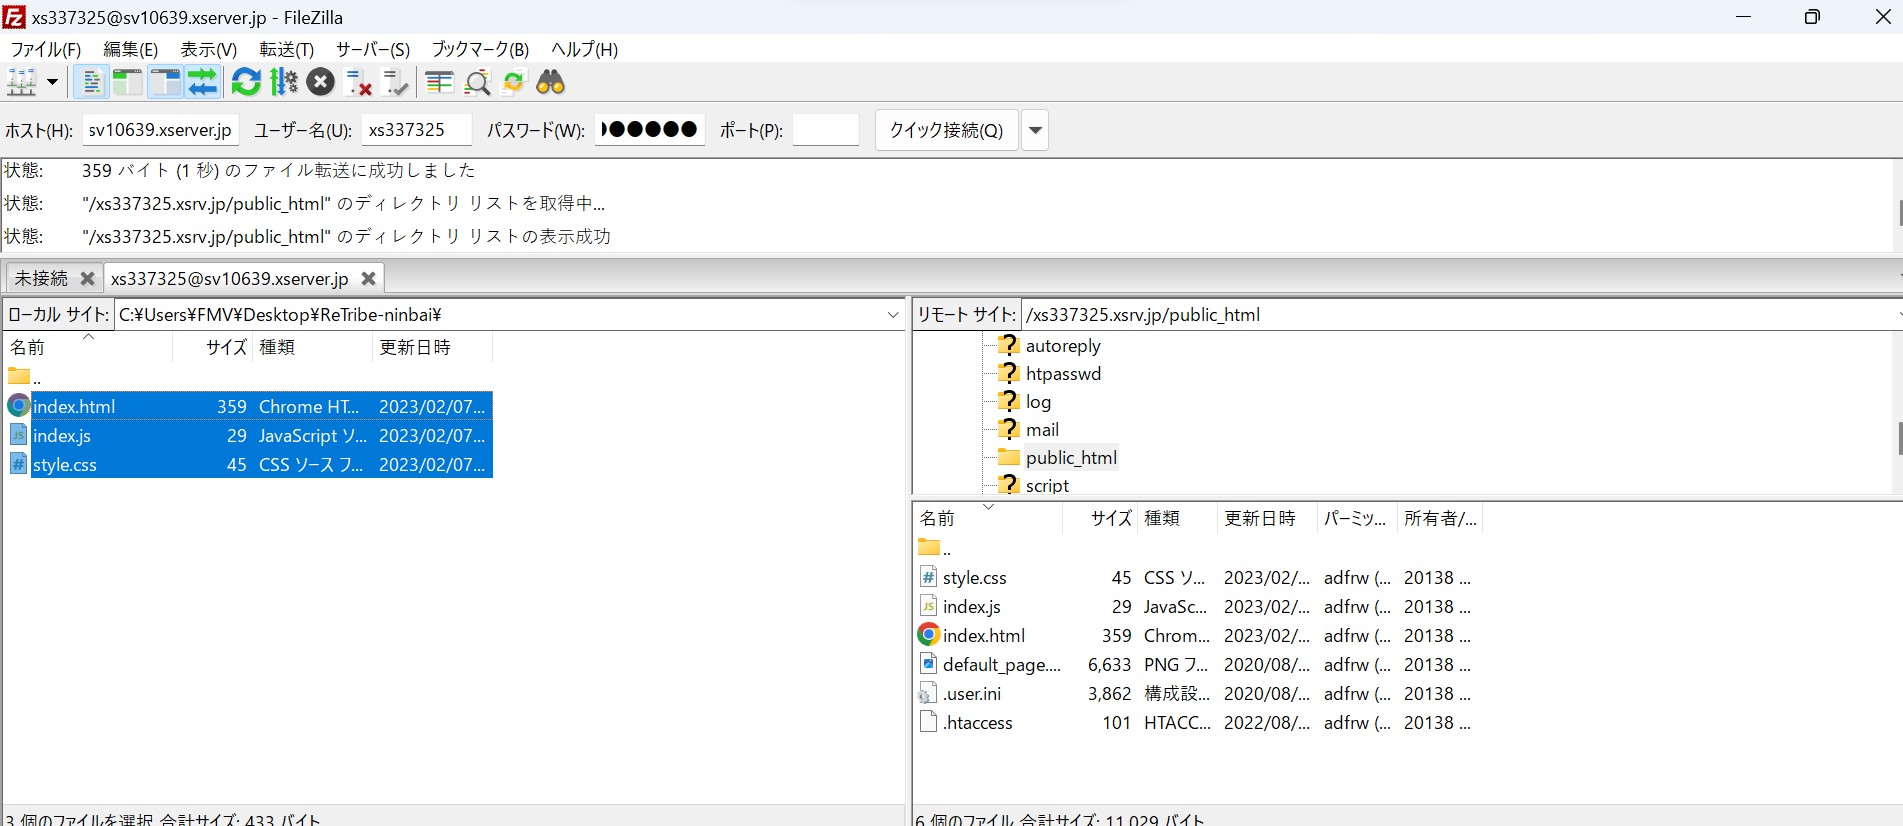 xs337325@sv10639.xserver.jp - FileZilla
ファイル(F) 編集(E) 表示(V) 転送(T) サーバー(S) ブックマーク(B) ヘルプ(H)
ホスト(H): sv10639.xserver.jp ユーザー名(U): xs337325 パスワード(W): ●●●●●● ポート(P): クイック接続(Q)
状態: 359 バイト (1 秒) のファイル転送に成功しました
状態: "/xs337325.xsrv.jp/public_html" のディレクトリ リストを取得中...
状態: "/xs337325.xsrv.jp/public_html" のディレクトリ リストの表示成功
未接続 xs337325@sv10639.xserver.jp
ローカル サイト: C:¥Users¥FMV¥Desktop¥ReTribe-ninbai¥
名前 サイズ 種類 更新日時
..
index.html 359 Chrome HT... 2023/02/07...
index.js 29 JavaScript ソ... 2023/02/07...
style.css 45 CSS ソース フ... 2023/02/07...
3 個のファイルを選択 合計サイズ: 433 バイト
リモート サイト: /xs337325.xsrv.jp/public_html
autoreply
htpasswd
log
mail
public_html
script
名前 サイズ 種類 更新日時 パーミッ... 所有者/...
..
style.css 45 CSS ソ... 2023/02/... adfrw (... 20138 ...
index.js 29 JavaSc... 2023/02/... adfrw (... 20138 ...
index.html 359 Chrom... 2023/02/... adfrw (... 20138 ...
default_page.... 6,633 PNG フ... 2020/08/... adfrw (... 20138 ...
.user.ini 3,862 構成設... 2020/08/... adfrw (... 20138 ...
.htaccess 101 HTACC... 2022/08/... adfrw (... 20138 ...
6 個のファイル 合計サイズ: 11,029 バイト